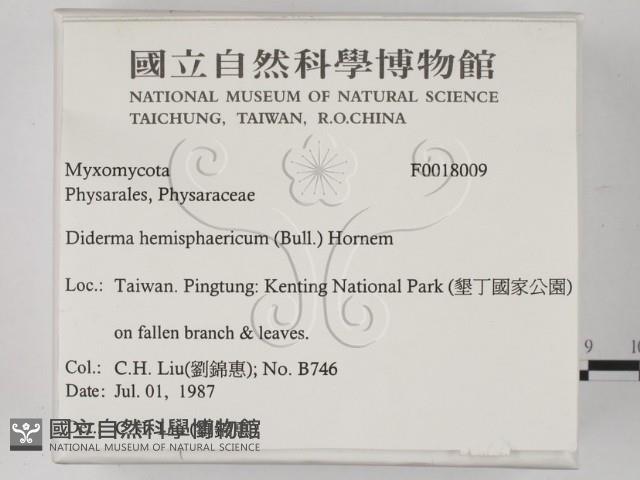 國立自然科學博物館
NATIONAL MUSEUM OF NATURAL SCIENCE
TAICHUNG, TAIWAN, R.O.CHINA
Myxomycota F0018009
Physarales, Physaraceae
Diderma hemisphaericum (Bull.) Hornem
Loc.: Taiwan. Pingtung: Kenting National Park (墾丁國家公園)
on fallen branch & leaves.
Col.: C.H. Liu(劉錦惠); No. B746
Date: Jul. 01, 1987
國立自然科學博物館
NATIONAL MUSEUM OF NATURAL SCIENCE
9 10